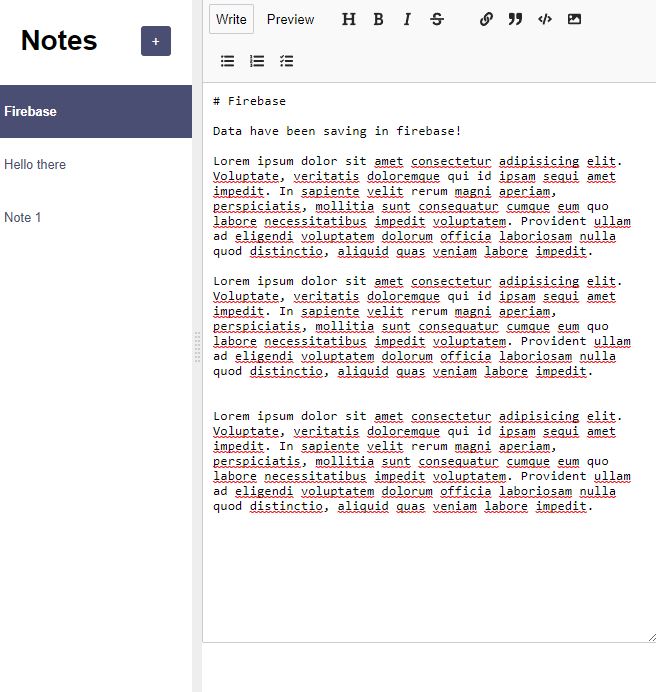 Notes
+
Firebase
Hello there
Note 1
Write Preview H B I S
# Firebase
Data have been saving in firebase!
Lorem ipsum dolor sit amet consectetur adipisicing elit.
Voluptate, veritatis doloremque qui id ipsam sequi amet
impedit. In sapiente velit rerum magni aperiam,
perspiciatis, mollitia sunt consequatur cumque eum quo
labore necessitatibus impedit voluptatem. Provident ullam
ad eligendi voluptatem dolorum officia laboriosam nulla
quod distinctio, aliquid quas veniam labore impedit.
Lorem ipsum dolor sit amet consectetur adipisicing elit.
Voluptate, veritatis doloremque qui id ipsam sequi amet
impedit. In sapiente velit rerum magni aperiam,
perspiciatis, mollitia sunt consequatur cumque eum quo
labore necessitatibus impedit voluptatem. Provident ullam
ad eligendi voluptatem dolorum officia laboriosam nulla
quod distinctio, aliquid quas veniam labore impedit.
Lorem ipsum dolor sit amet consectetur adipisicing elit.
Voluptate, veritatis doloremque qui id ipsam sequi amet
impedit. In sapiente velit rerum magni aperiam,
perspiciatis, mollitia sunt consequatur cumque eum quo
labore necessitatibus impedit voluptatem. Provident ullam
ad eligendi voluptatem dolorum officia laboriosam nulla
quod distinctio, aliquid quas veniam labore impedit.